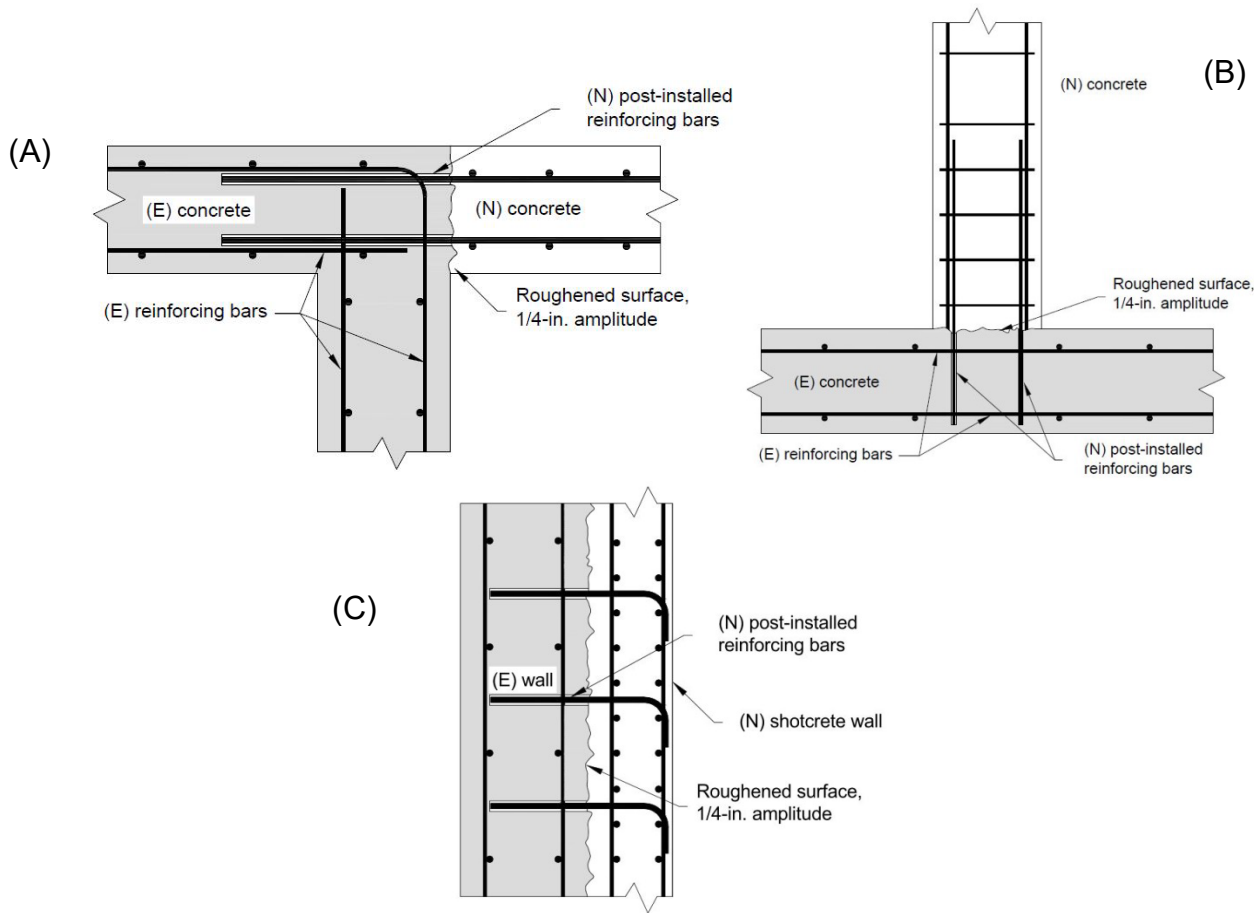 (A)
(N) post-installed
reinforcing bars
(E) concrete
(N) concrete
(E) reinforcing bars
Roughened surface,
1/4-in. amplitude
(B)
(N) concrete
Roughened surface,
1/4-in. amplitude
(E) concrete
(E) reinforcing bars
(N) post-installed
reinforcing bars
(C)
(N) post-installed
reinforcing bars
(E) wall
(N) shotcrete wall
Roughened surface,
1/4-in. amplitude